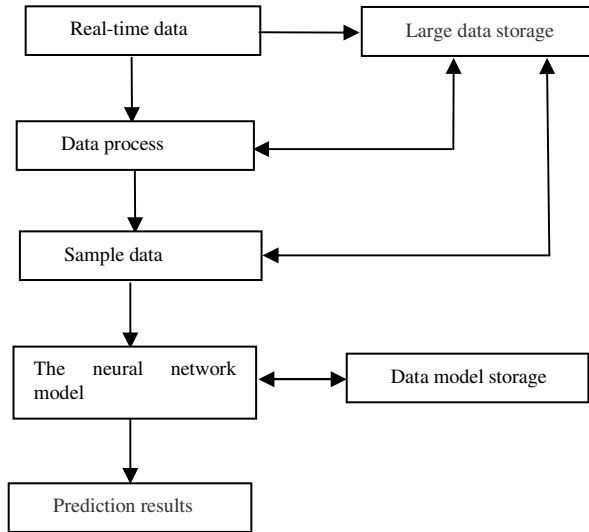 Real-time data
Large data storage
Data process
Sample data
The neural network
model
Data model storage
Prediction results